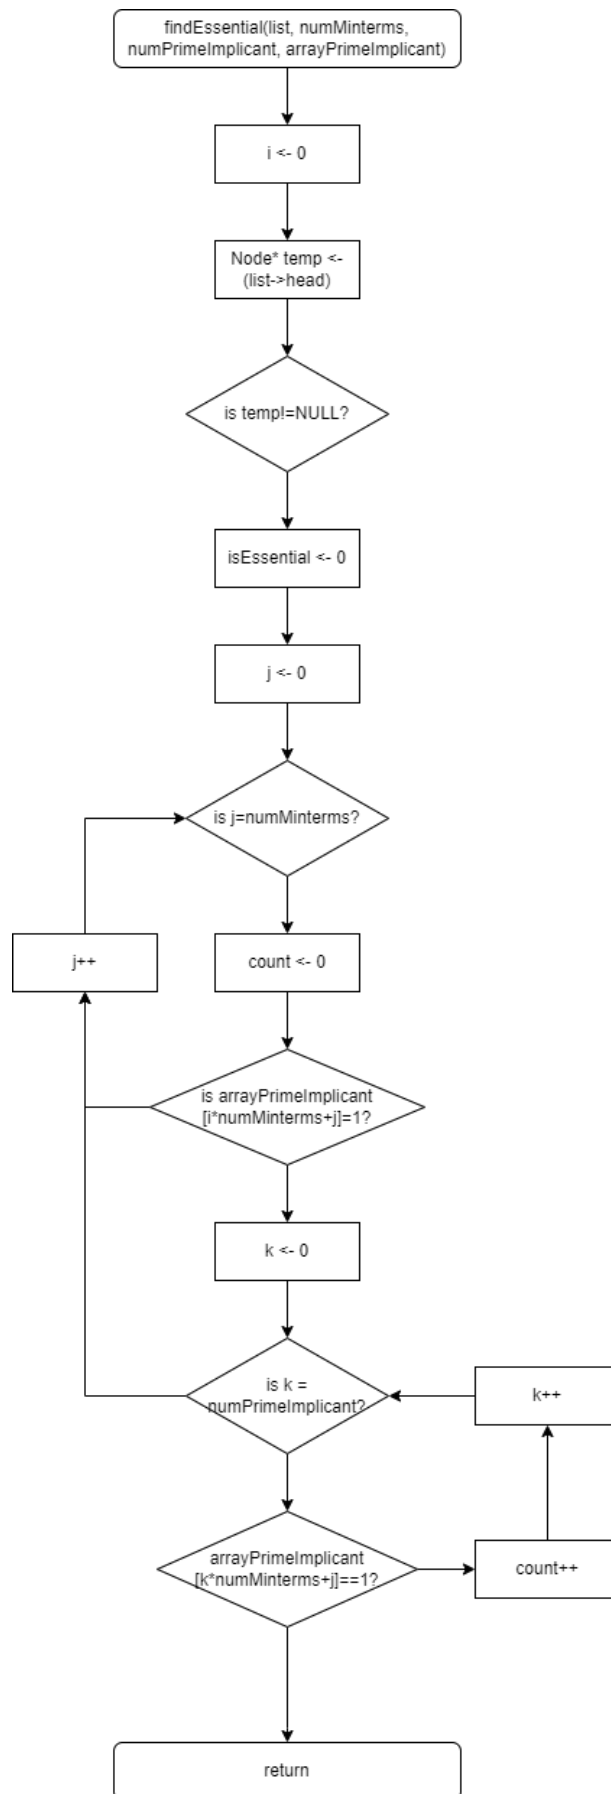 findEssential(list, numMinterms,
numPrimeImplicant, arrayPrimeImplicant)
i <- 0
Node* temp <-
(list->head)
is temp!=NULL?
isEssential <- 0
j <- 0
is j=numMinterms?
j++
count <- 0
is arrayPrimeImplicant
[i*numMinterms+j]=1?
k <- 0
is k =
numPrimeImplicant?
k++
arrayPrimeImplicant
[k*numMinterms+j]==1?
count++
return